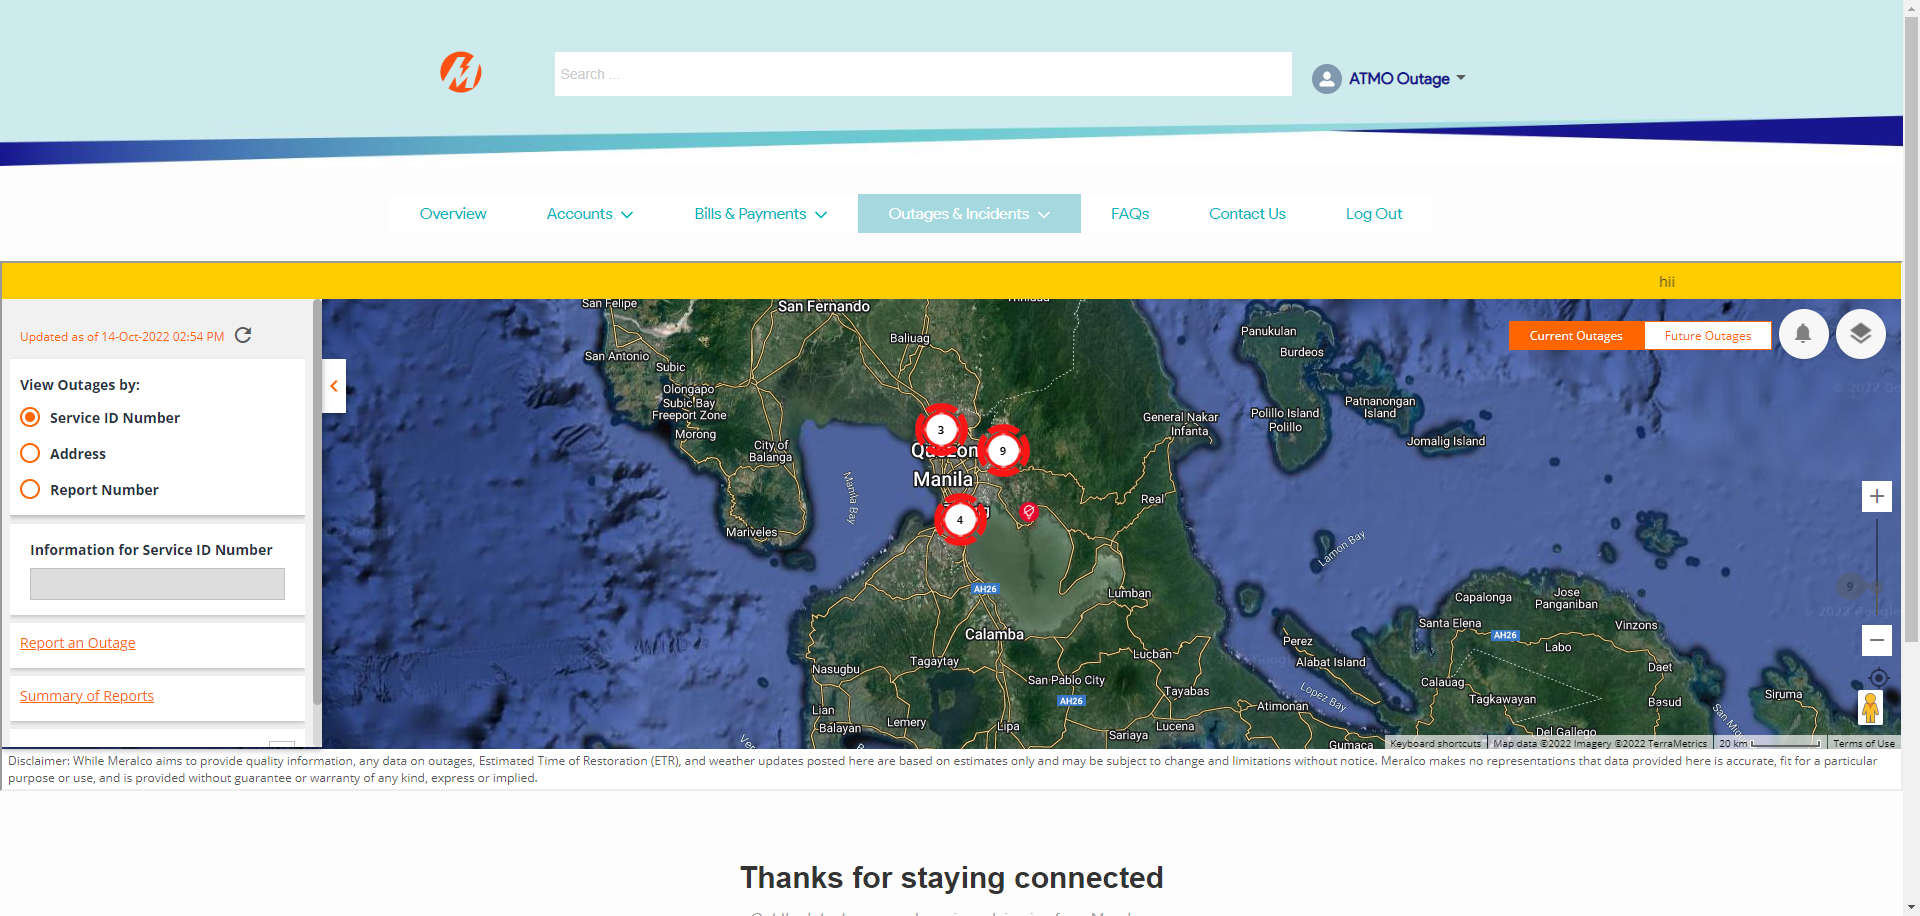 Search ...
ATMO Outage
Overview
Accounts
Bills & Payments
Outages & Incidents
FAQs
Contact Us
Log Out
hii
Updated as of 14-Oct-2022 02:54 PM
View Outages by:
Service ID Number
Address
Report Number
Information for Service ID Number
Report an Outage
Summary of Reports
Current Outages
Future Outages
San Felipe
San Fernando
Trinidad
San Antonio
Subic
Baliuag
Olongapo
Subic Bay
Freeport Zone
Morong
City of
Balanga
Mariveles
Manila Bay
3
9
Quezon
Manila
4
Panukulan
Burdeos
Patnanongan
Island
Polillo Island
Polillo
Jomalig Island
General Nakar
Infanta
Real
Lamon Bay
AH26
Lumban
Calamba
Nasugbu
Tagaytay
Lucban
San Pablo City
AH26
Tayabas
Lian
Balayan
Lemery
Lipa
Sariaya
Lucena
Atimonan
Gumaca
Perez
Alabat Island
Lopez Bay
Capalonga
Jose
Panganiban
Santa Elena
AH26
Vinzons
Labo
Daet
Calauag
Tagkawayan
Basud
Siruma
Del Gallego
9
Keyboard shortcuts
Map data ©2022 Imagery ©2022 TerraMetrics
20 km
Terms of Use
Disclaimer: While Meralco aims to provide quality information, any data on outages, Estimated Time of Restoration (ETR), and weather updates posted here are based on estimates only and may be subject to change and limitations without notice. Meralco makes no representations that data provided here is accurate, fit for a particular
purpose or use, and is provided without guarantee or warranty of any kind, express or implied.
Thanks for staying connected